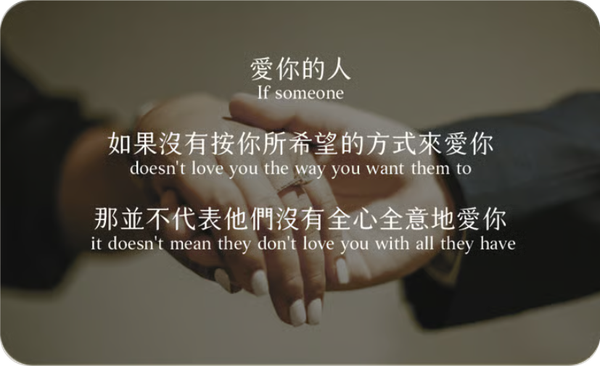 愛你的人
If someone
如果沒有按你所希望的方式來愛你
doesn't love you the way you want them to
那並不代表他們沒有全心全意地愛你
it doesn't mean they don't love you with all they have